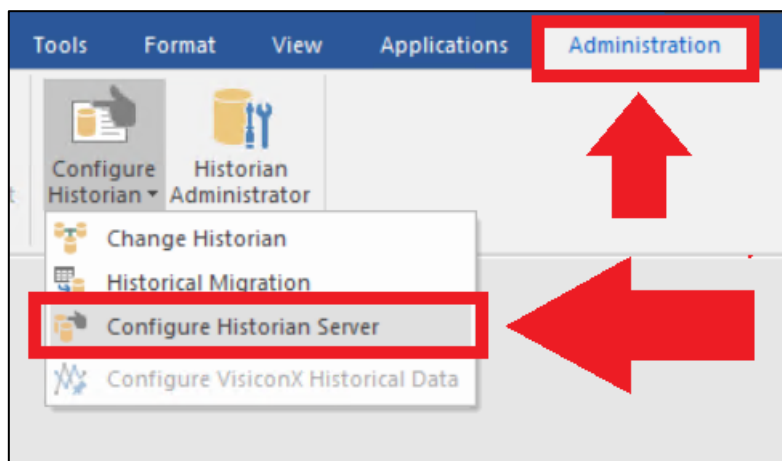 Tools Format View Applications Administration
Configure Historian
Historian Administrator
Change Historian
Historical Migration
Configure Historian Server
Configure VisiconX Historical Data